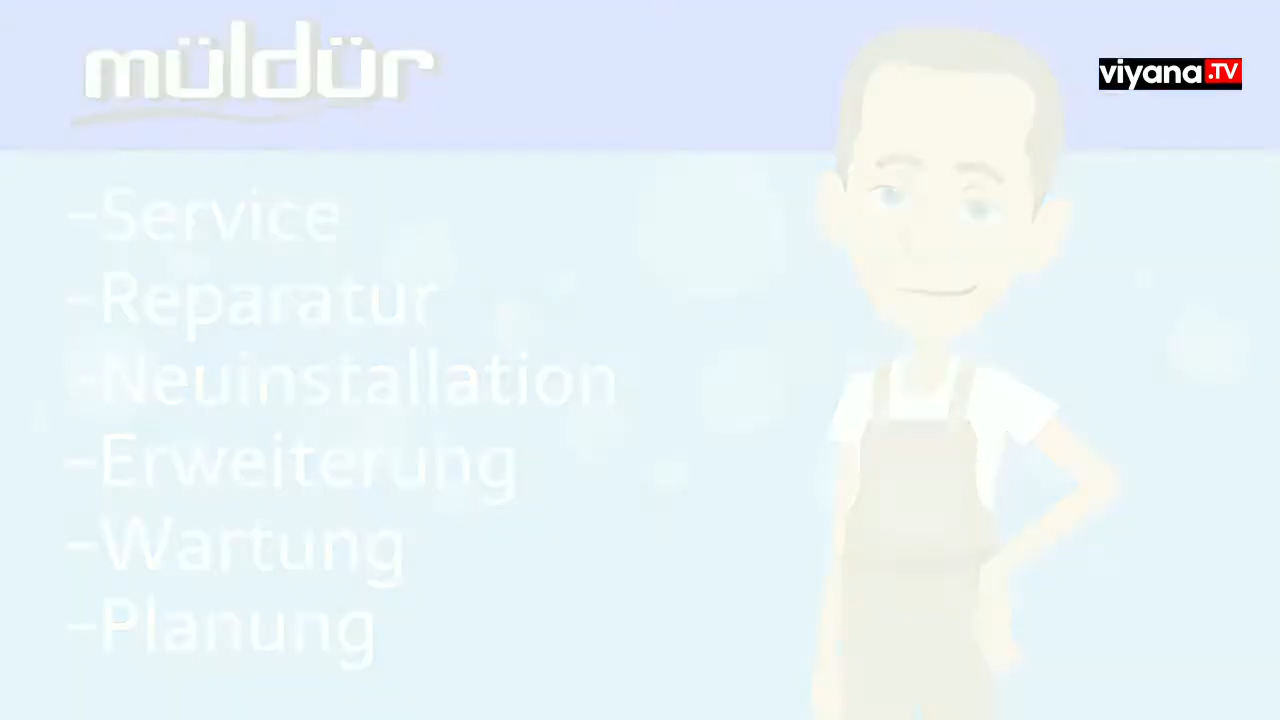 müldür
viyana.TV
-Service
-Reparatur
-Neuinstallation
-Erweiterung
-Wartung
-Planung